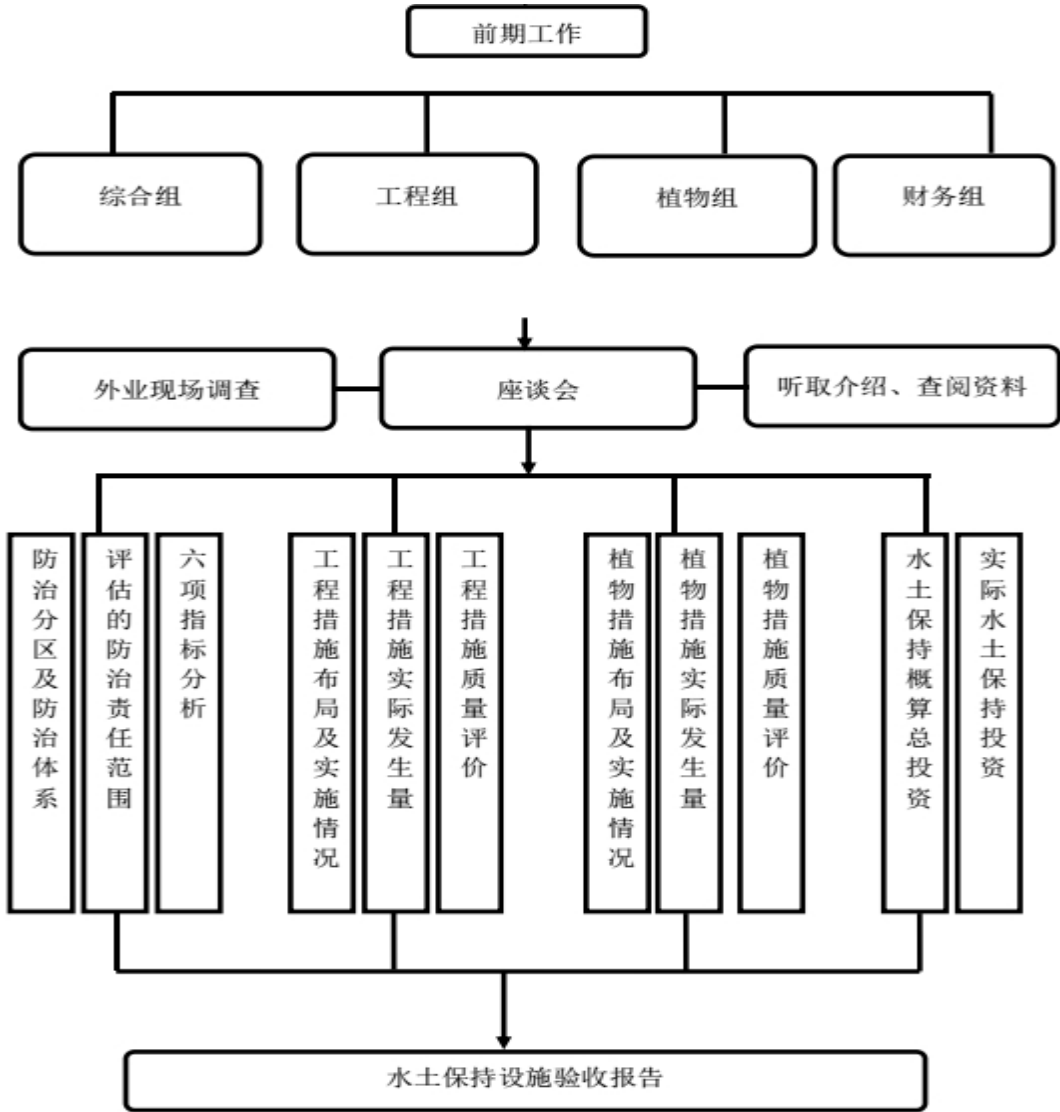 前期工作
综合组
工程组
植物组
财务组
外业现场调查
座谈会
听取介绍、查阅资料
防治分区及防治体系
评估的防治责任范围
六项指标分析
工程措施布局及实施情况
工程措施实际发生量
工程措施质量评价
植物措施布局及实施情况
植物措施实际发生量
植物措施质量评价
水土保持概算总投资
实际水土保持投资
水土保持设施验收报告